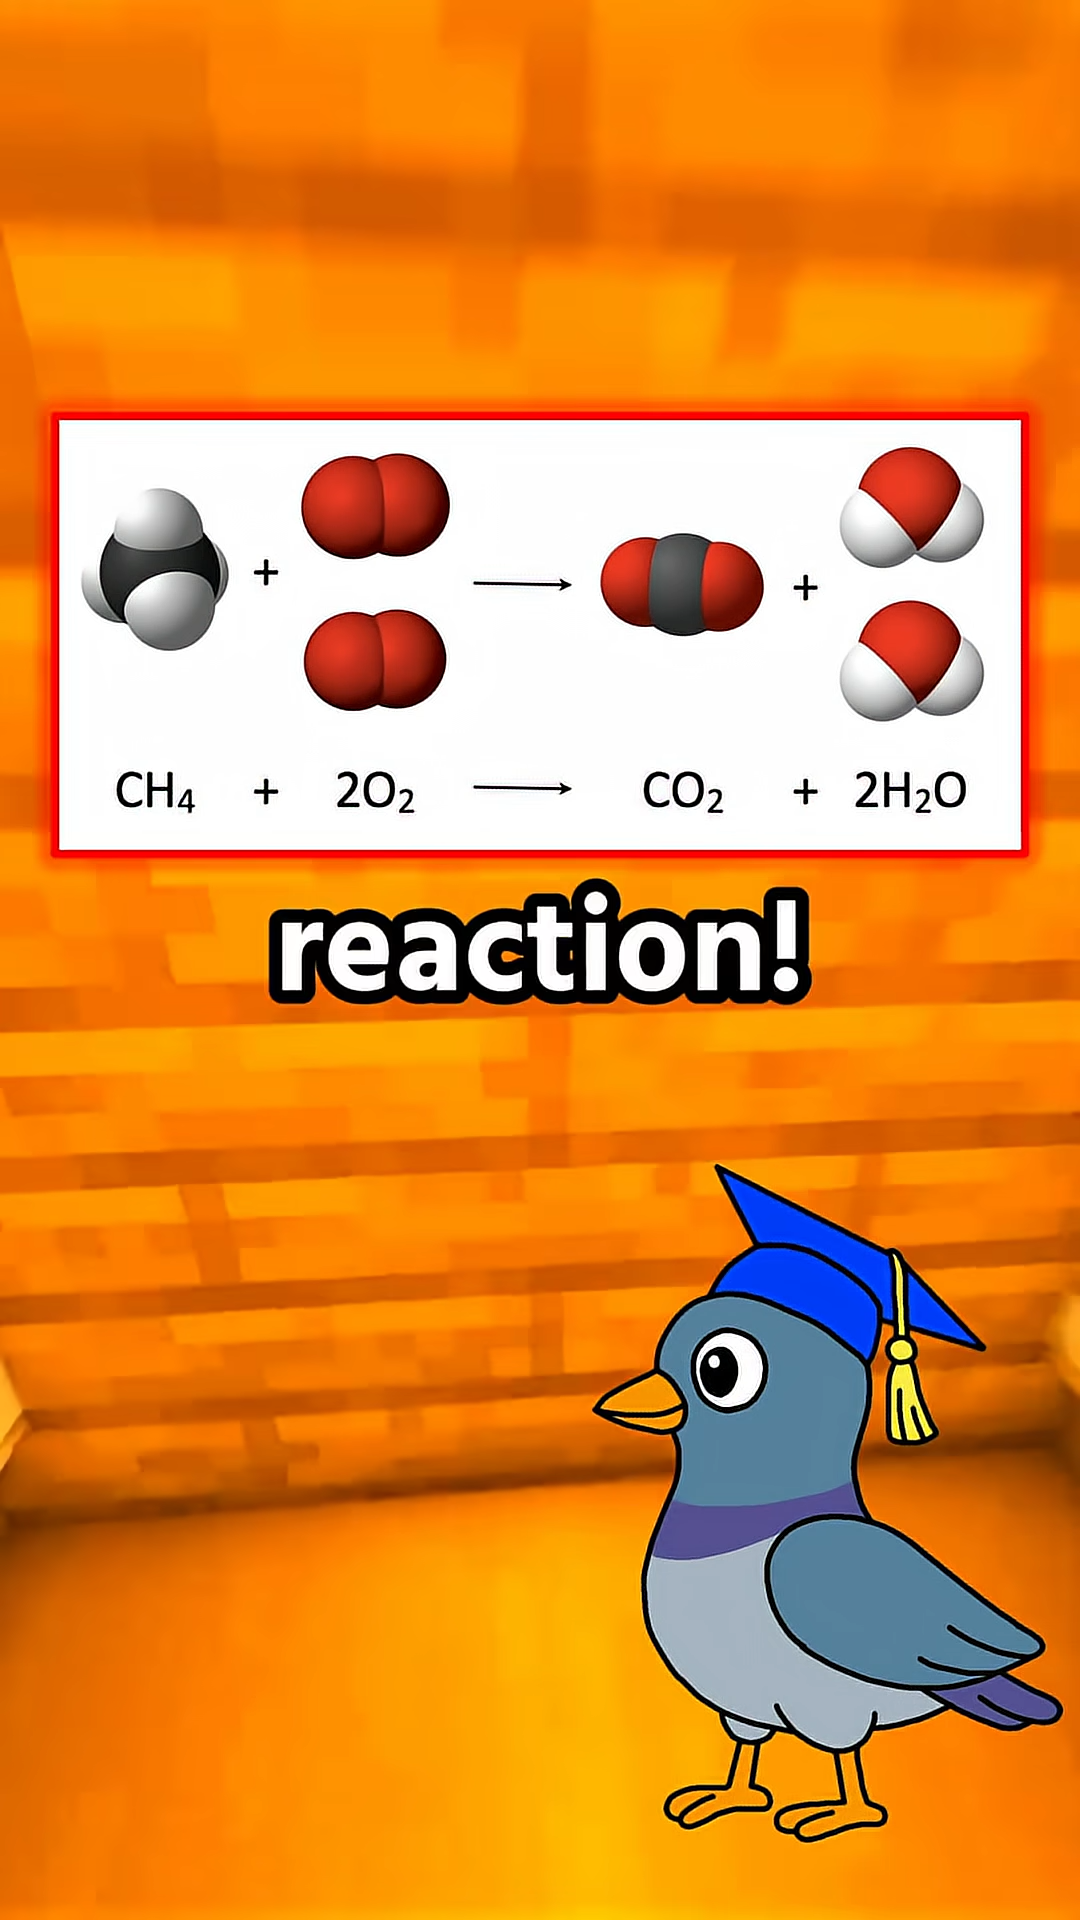 + → +
CH₄ + 2O₂ → CO₂ + 2H₂O
reaction!